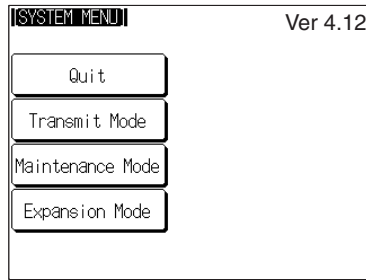 [SYSTEM MENU]
Ver 4.12
Quit
Transmit Mode
Maintenance Mode
Expansion Mode